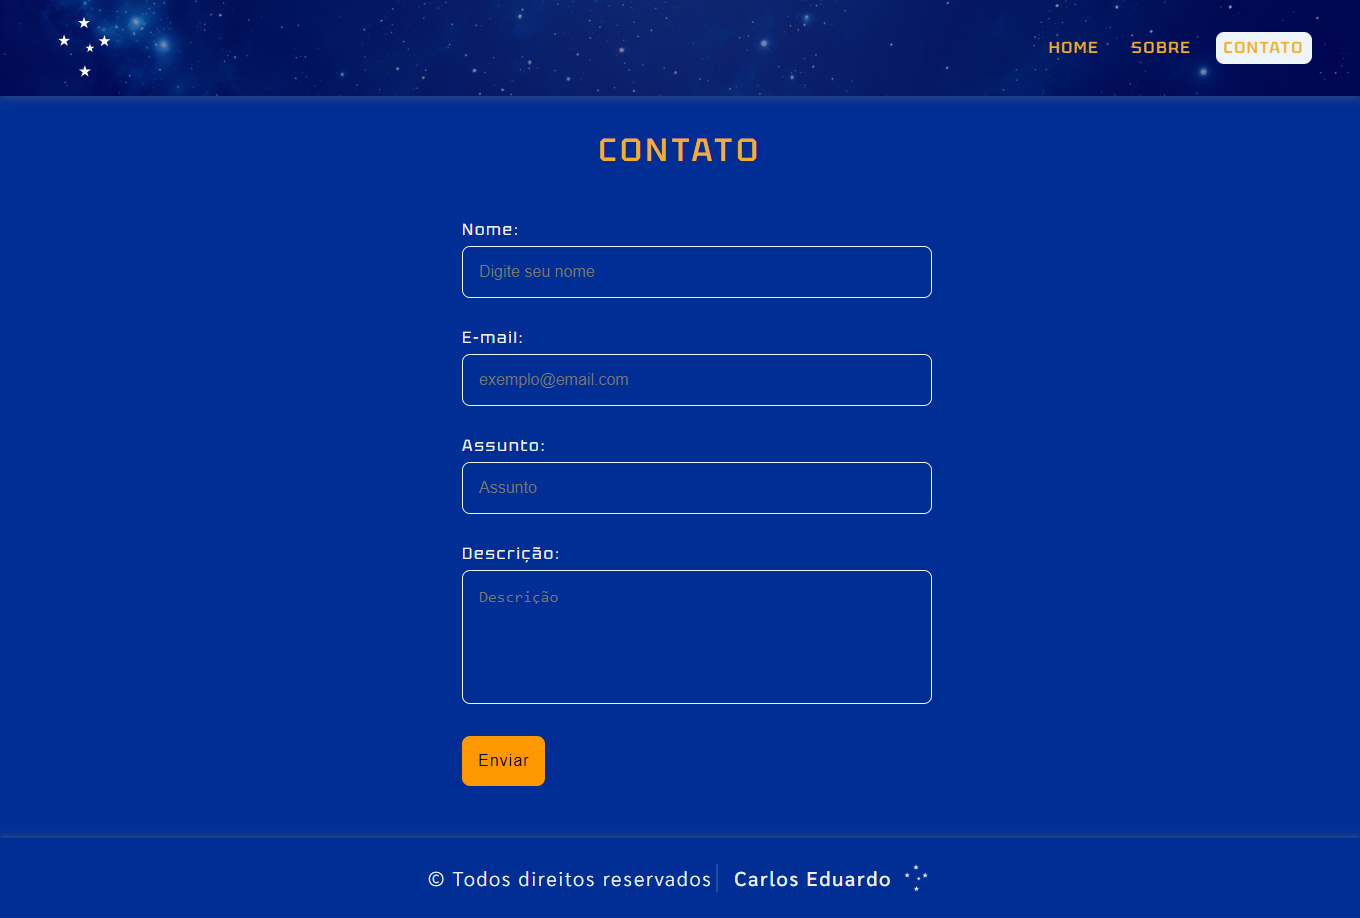 HOME SOBRE CONTATO
CONTATO
Nome:
Digite seu nome
E-mail:
exemplo@email.com
Assunto:
Assunto
Descrição:
Descrição
Enviar
© Todos direitos reservados Carlos Eduardo